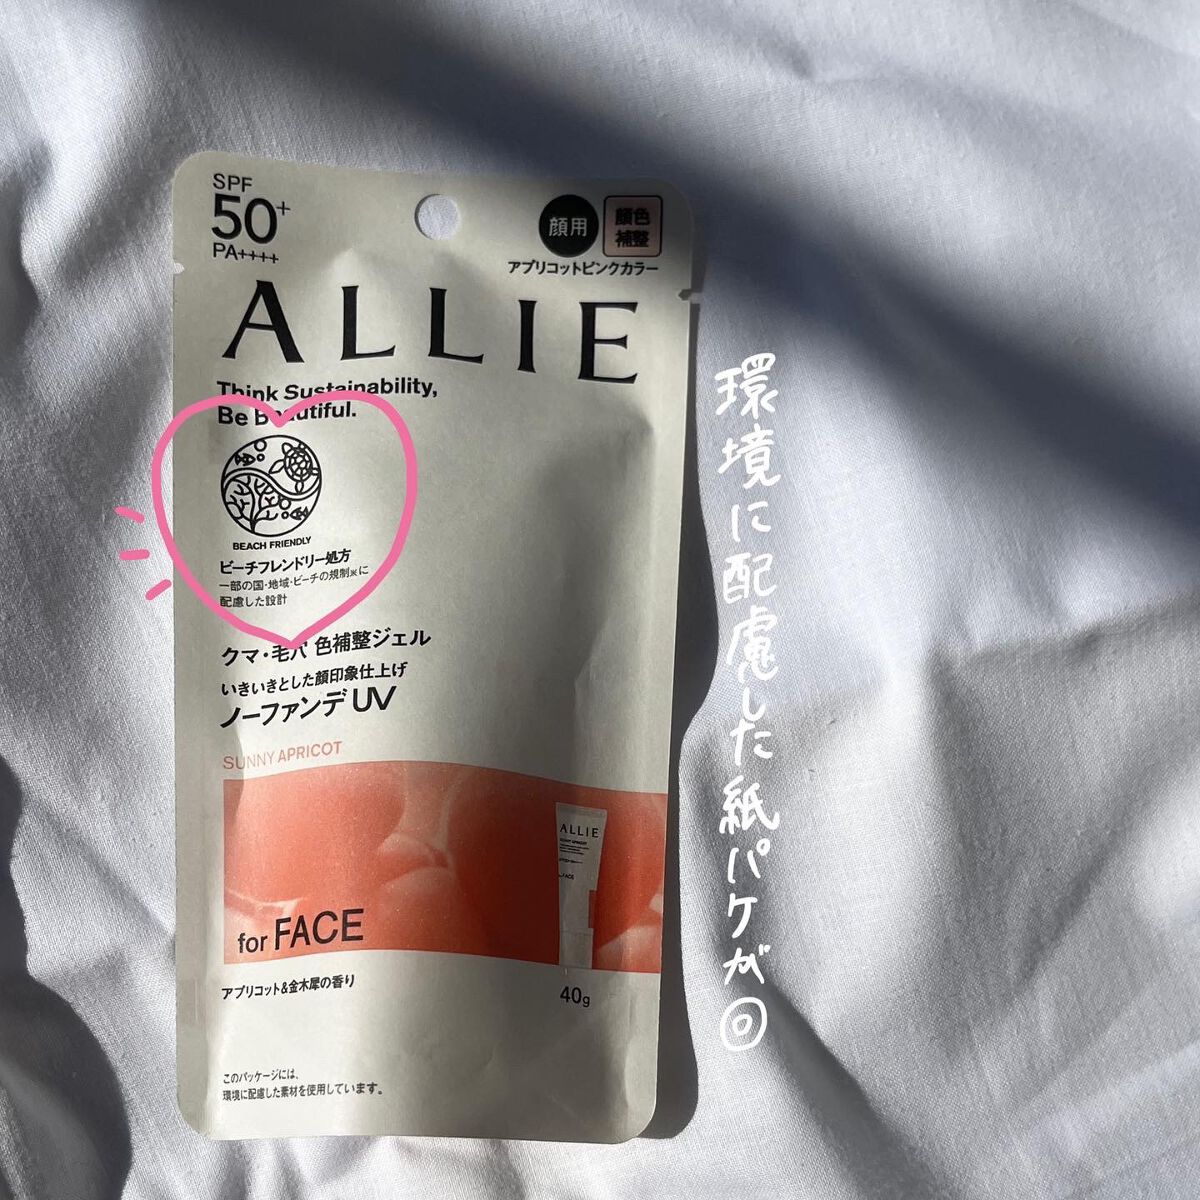 SPF
50+
PA++++
顔用
顔色
補整
アプリコットピンクカラー
ALLIE
Think Sustainability,
Be Beautiful.
BEACH FRIENDLY
ビーチフレンドリー処方
一部の国・地域・ビーチの規制※に
配慮した設計
クマ・毛穴 色補整ジェル
いきいきとした顔印象仕上げ
ノーファンデUV
SUNNY APRICOT
ALLIE
SUNNY APRICOT
FACE
for FACE
アプリコット&金木犀の香り
40g
このパッケージには、
環境に配慮した素材を使用しています。
環境に配慮した紙パケが◎